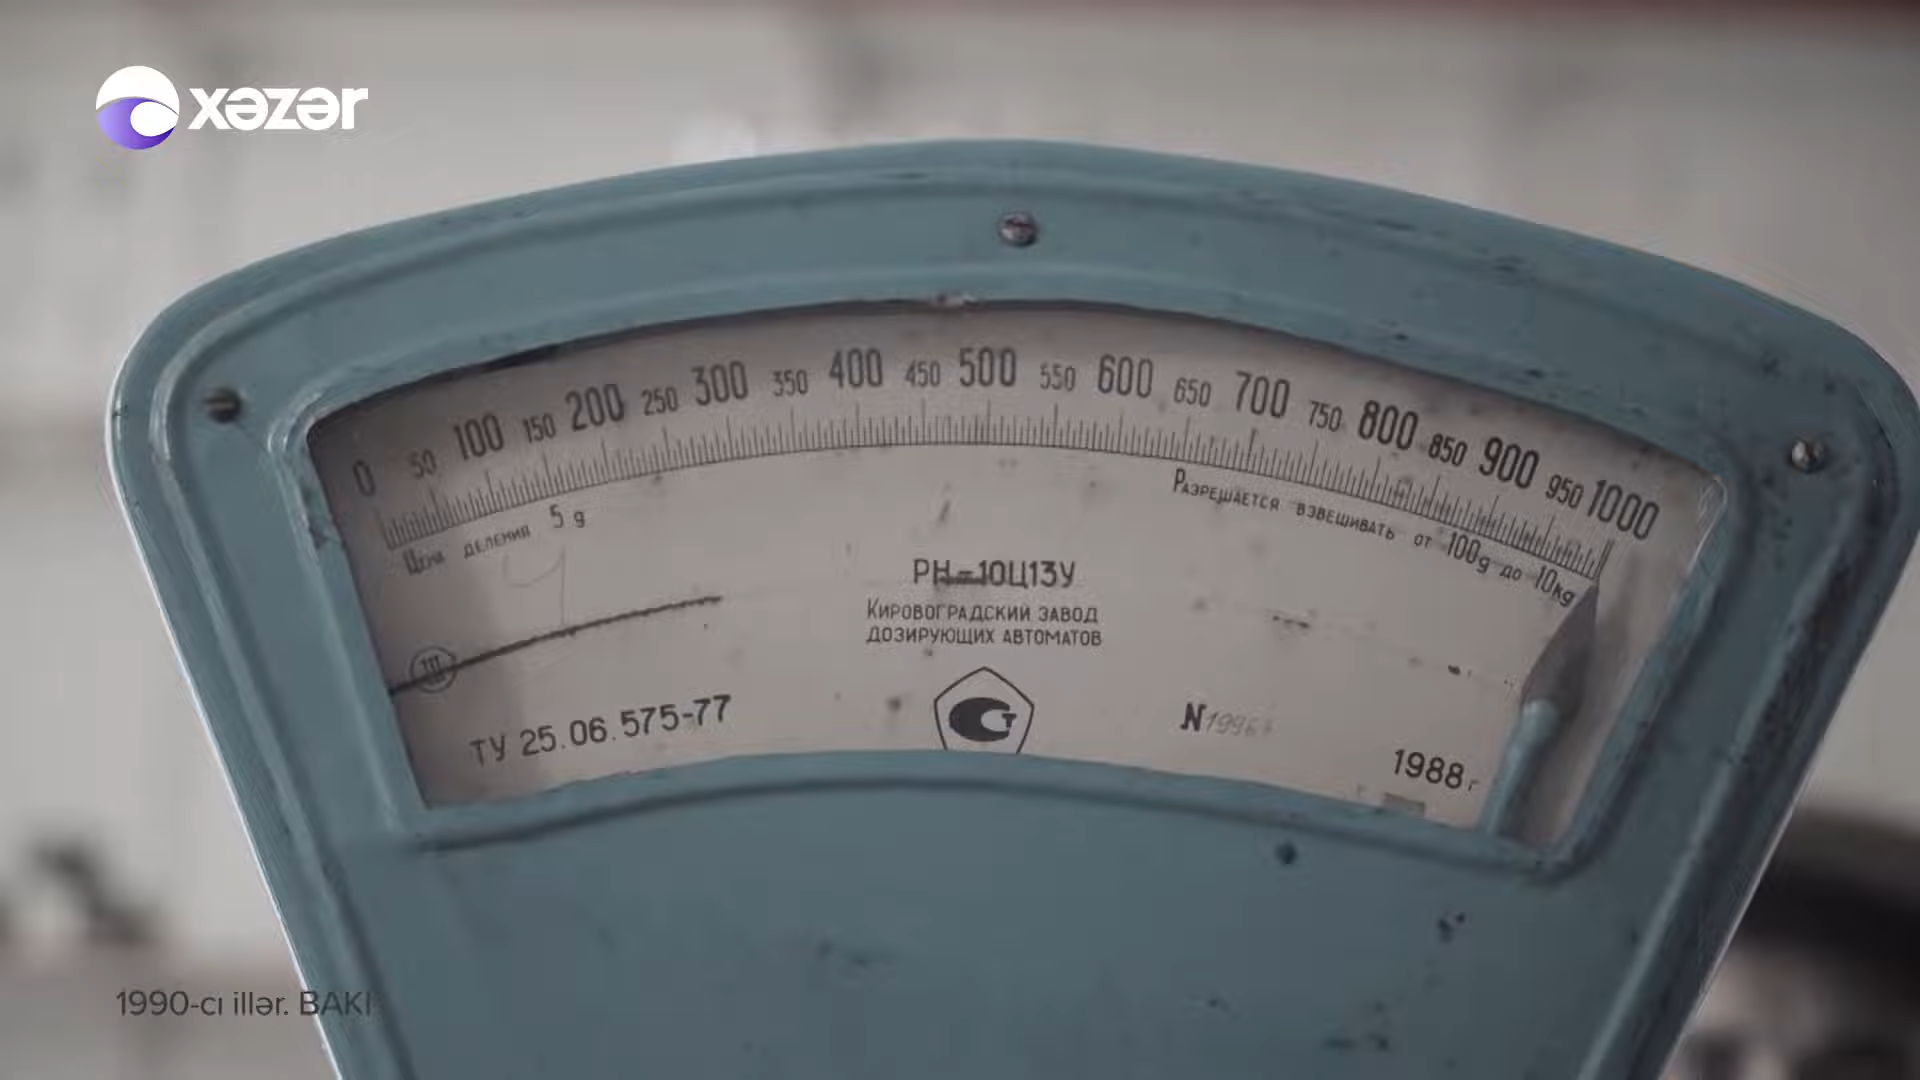 xəzər
0 50 100 150 200 250 300 350 400 450 500 550 600 650 700 750 800 850 900 950 1000
Цена деления 5 g
Разрешается взвешивать от 100g до 10kg
РН-10Ц13У
Кировоградский завод
дозирующих автоматов
Ш
ТУ 25.06.575-77
N
1988г
1990-cı illər. BAKI